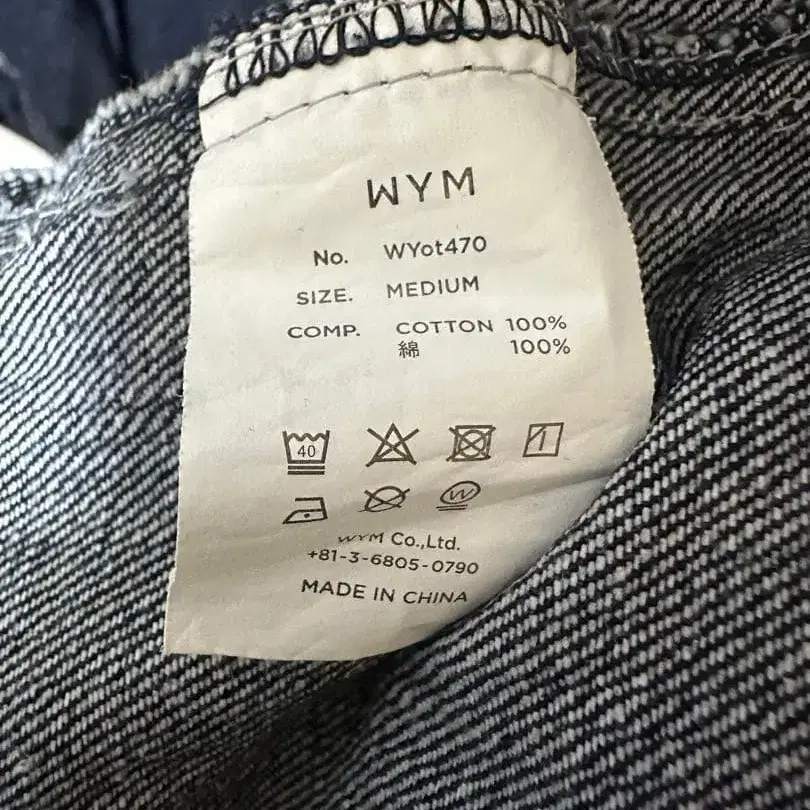 WYM
No. WYot470
SIZE. MEDIUM
COMP. COTTON 100%
綿 100%
40
W
WYM Co.,Ltd.
+81-3-6805-0790
MADE IN CHINA